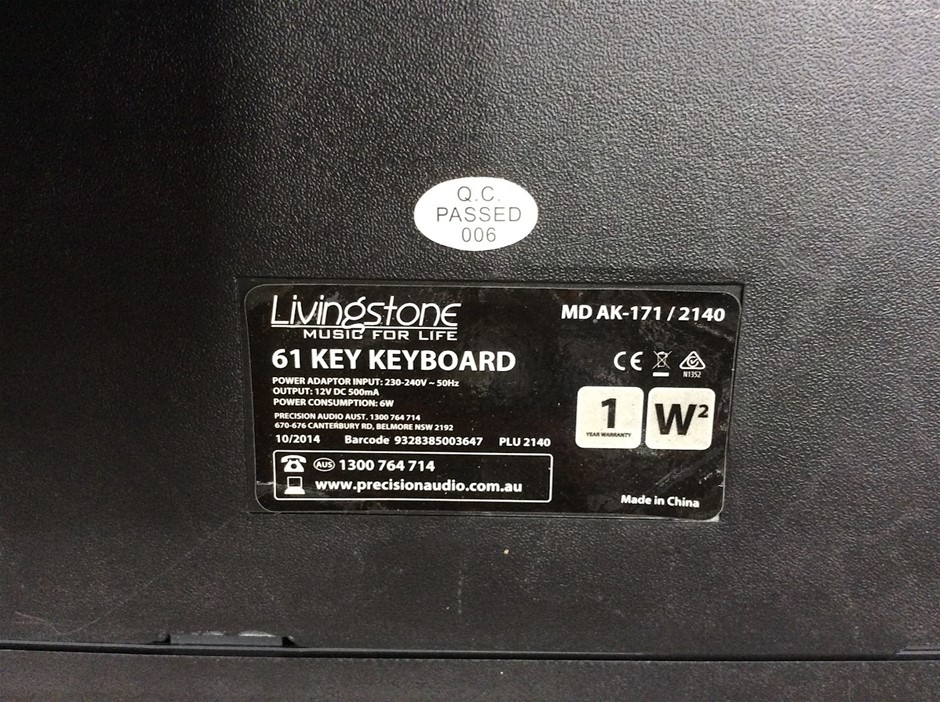 Q.C.
PASSED
006
Livingstone
MUSIC FOR LIFE
MD AK-171 / 2140
61 KEY KEYBOARD
POWER ADAPTOR INPUT: 230-240V ~ 50Hz
OUTPUT: 12V DC 500mA
POWER CONSUMPTION: 6W
CE
N1352
PRECISION AUDIO AUST. 1300 764 714
670-676 CANTERBURY RD, BELMORE NSW 2192
10/2014 Barcode 9328385003647 PLU 2140
1
YEAR WARRANTY
W²
AUS 1300 764 714
www.precisionaudio.com.au
Made in China